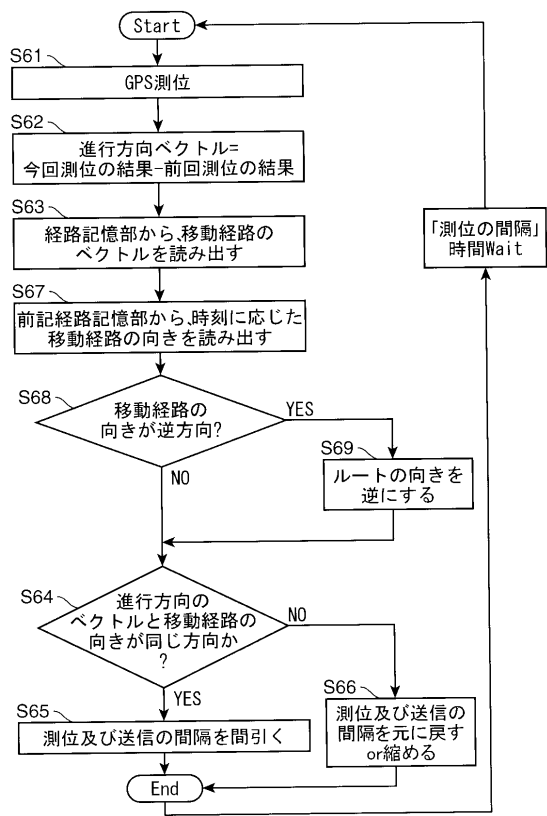 Start
S61
GPS測位
S62
進行方向ベクトル=
今回測位の結果-前回測位の結果
S63
経路記憶部から、移動経路の
ベクトルを読み出す
「測位の間隔」
時間Wait
S67
前記経路記憶部から、時刻に応じた
移動経路の向きを読み出す
S68
移動経路の
向きが逆方向?
YES
S69
ルートの向きを
逆にする
NO
S64
進行方向の
ベクトルと移動経路の
向きが同じ方向か
?
NO
YES
S66
測位及び送信の
間隔を元に戻す
or縮める
S65
測位及び送信の間隔を間引く
End